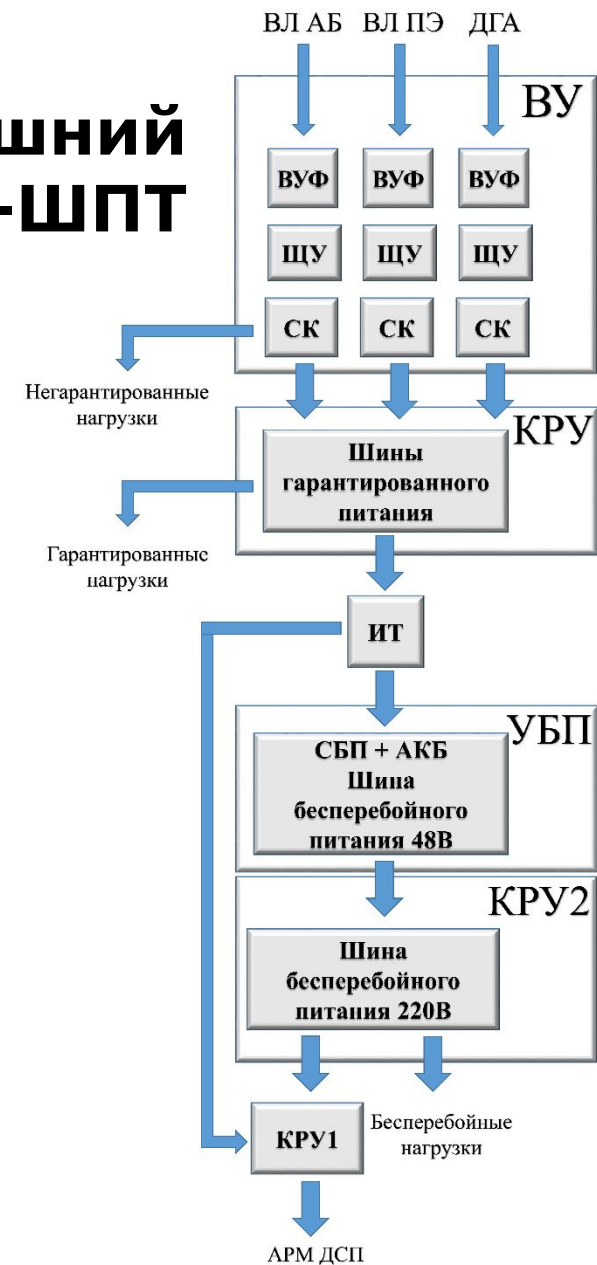 ВЛ АБ ВЛ ПЭ ДГА
ВУ
шний
-ШПТ
ВУФ ВУФ ВУФ
ЩУ ЩУ ЩУ
СК СК СК
Негарантированные
нагрузки
КРУ
Шины
гарантированного
питания
Гарантированные
нагрузки
ИТ
УБП
СБП + АКБ
Шина
бесперебойного
питания 48В
КРУ2
Шина
бесперебойного
питания 220В
КРУ1
Бесперебойные
нагрузки
АРМ ДСП